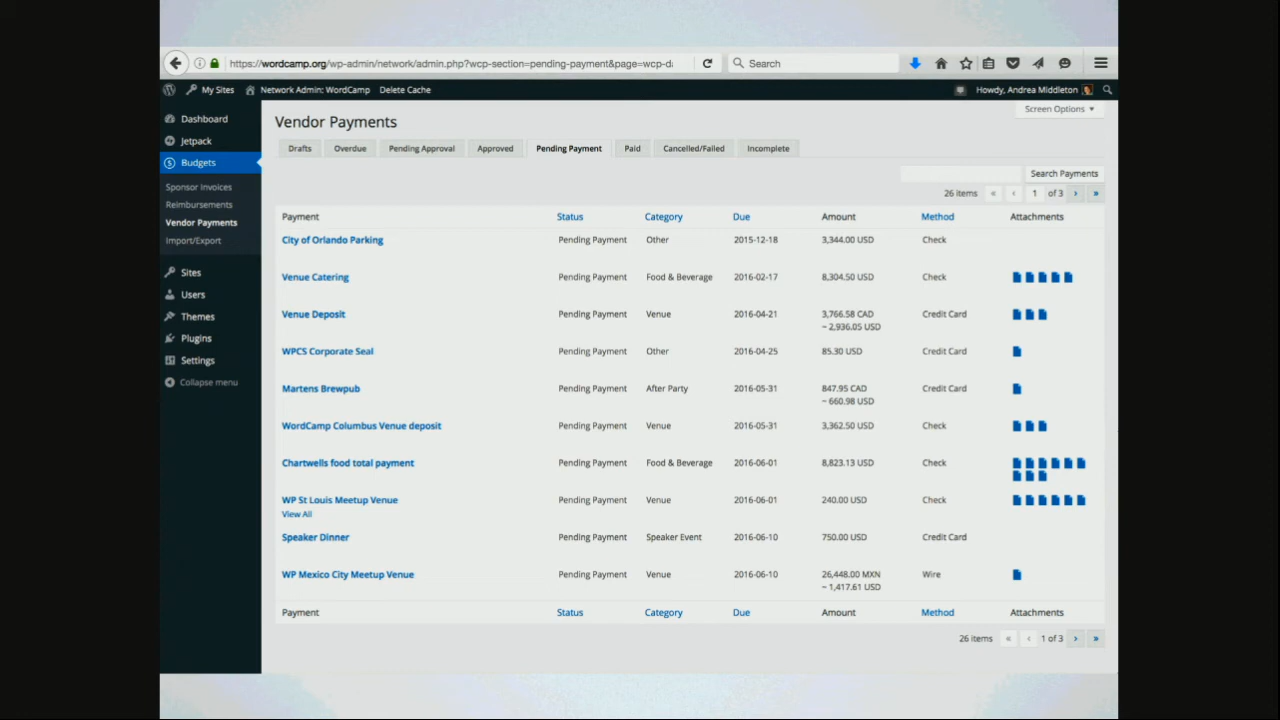 https://wordcamp.org/wp-admin/network/admin.php?wcp-section=pending-payment&page=wcp-da
Search
My Sites Network Admin: WordCamp Delete Cache Howdy, Andrea Middleton
Screen Options
Dashboard
Jetpack
Budgets
Sponsor Invoices
Reimbursements
Vendor Payments
Import/Export
Sites
Users
Themes
Plugins
Settings
Collapse menu
Vendor Payments
Drafts Overdue Pending Approval Approved Pending Payment Paid Cancelled/Failed Incomplete
Search Payments
26 items « ‹ 1 of 3 › »
Payment Status Category Due Amount Method Attachments
City of Orlando Parking Pending Payment Other 2015-12-18 3,344.00 USD Check
Venue Catering Pending Payment Food & Beverage 2016-02-17 8,304.50 USD Check
Venue Deposit Pending Payment Venue 2016-04-21 3,766.58 CAD Credit Card
~ 2,936.05 USD
WPCS Corporate Seal Pending Payment Other 2016-04-25 85.30 USD Credit Card
Martens Brewpub Pending Payment After Party 2016-05-31 847.95 CAD Credit Card
~ 660.98 USD
WordCamp Columbus Venue deposit Pending Payment Venue 2016-05-31 3,362.50 USD Check
Chartwells food total payment Pending Payment Food & Beverage 2016-06-01 8,823.13 USD Check
WP St Louis Meetup Venue Pending Payment Venue 2016-06-01 240.00 USD Check
View All
Speaker Dinner Pending Payment Speaker Event 2016-06-10 750.00 USD Credit Card
WP Mexico City Meetup Venue Pending Payment Venue 2016-06-10 26,448.00 MXN Wire
~ 1,417.61 USD
Payment Status Category Due Amount Method Attachments
26 items « ‹ 1 of 3 › »